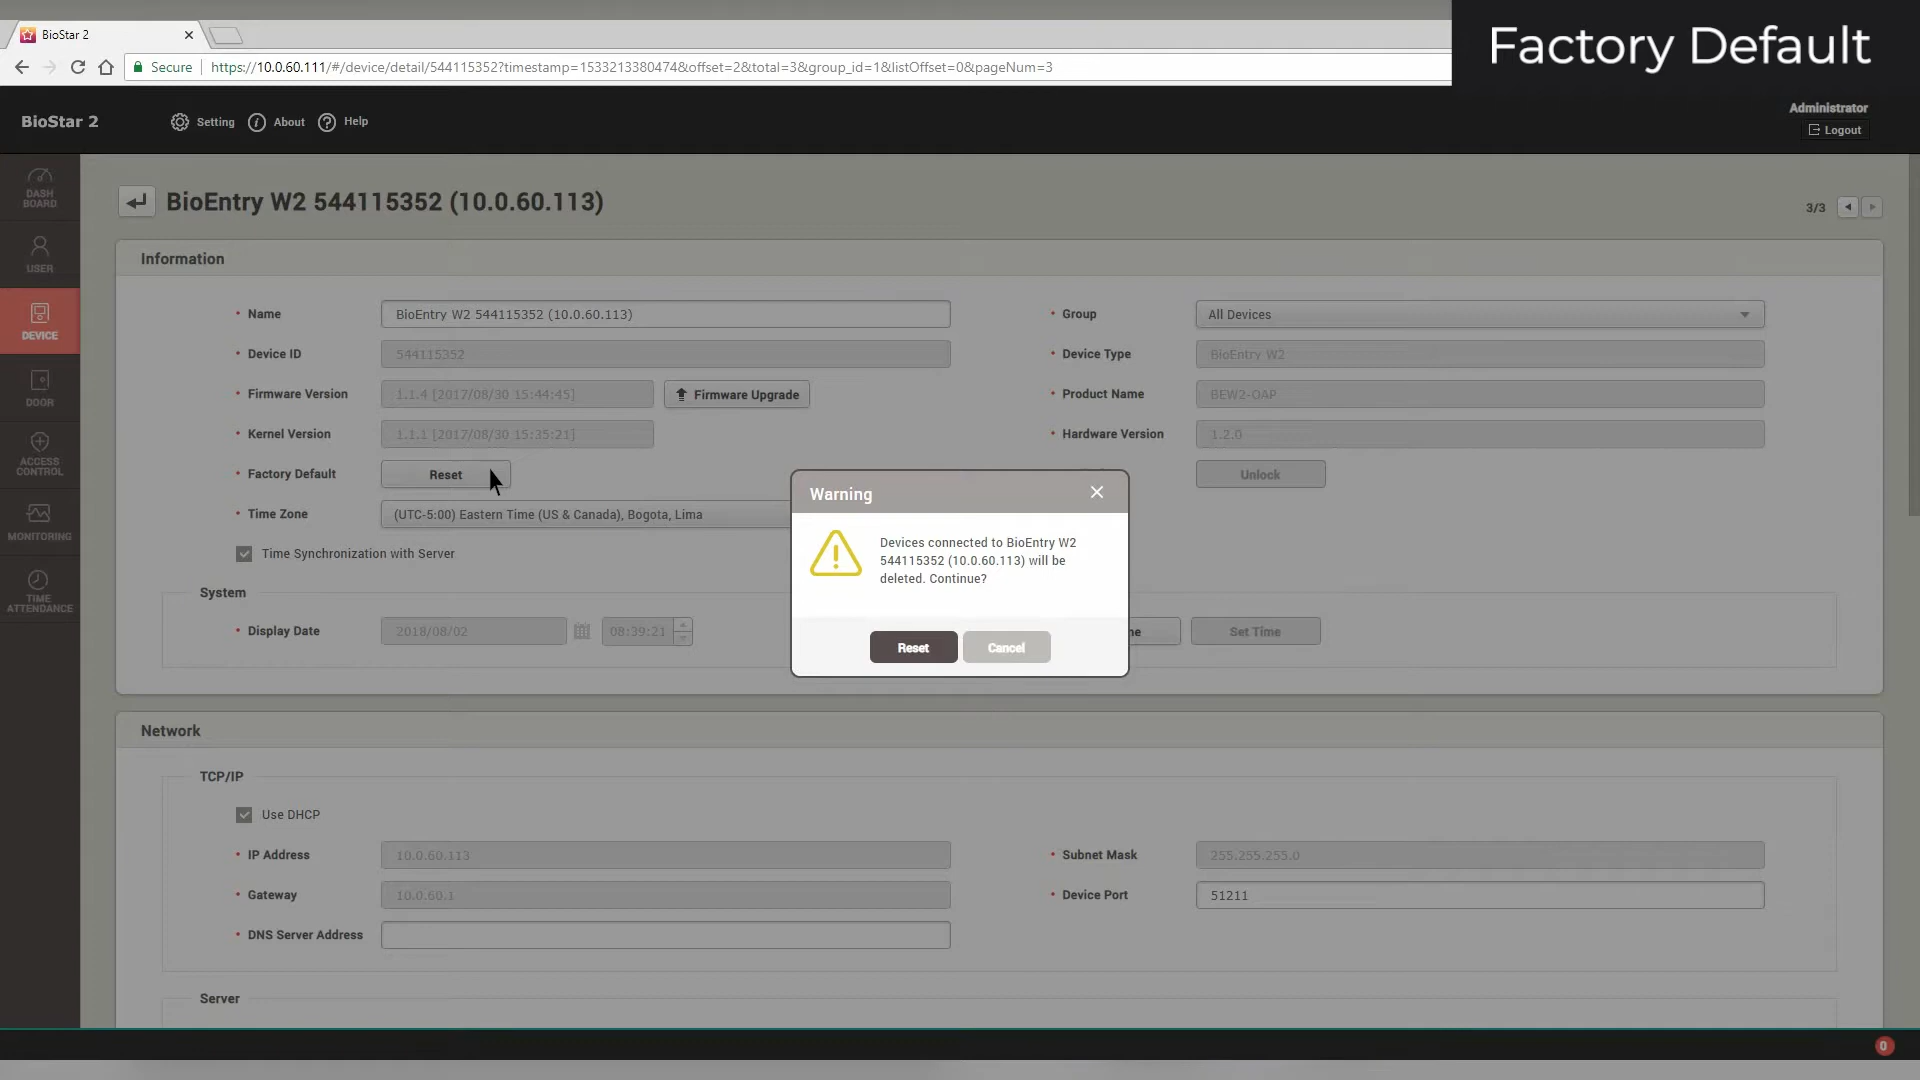 BioStar 2
Factory Default
Secure
https://10.0.60.111/#/device/detail/544115352?timestamp=1533213380474&offset=2&total=3&group_id=1&listOffset=0&pageNum=3
BioStar 2
Setting
About
Help
Administrator
Logout
DASH
BOARD
USER
DEVICE
DOOR
ACCESS
CONTROL
MONITORING
TIME
ATTENDANCE
BioEntry W2 544115352 (10.0.60.113)
3/3
Information
• Name
BioEntry W2 544115352 (10.0.60.113)
• Group
All Devices
• Device ID
544115352
• Device Type
BioEntry W2
• Firmware Version
1.1.4 [2017/08/30 15:44:45]
Firmware Upgrade
• Product Name
BEW2-OAP
• Kernel Version
1.1.1 [2017/08/30 15:35:21]
• Hardware Version
1.2.0
• Factory Default
Reset
Unlock
• Time Zone
(UTC-5:00) Eastern Time (US & Canada), Bogota, Lima
Time Synchronization with Server
System
• Display Date
2018/08/02
08:39:21
Set Time
Warning
Devices connected to BioEntry W2
544115352 (10.0.60.113) will be
deleted. Continue?
Reset
Cancel
Network
TCP/IP
Use DHCP
• IP Address
10.0.60.113
• Subnet Mask
255.255.255.0
• Gateway
10.0.60.1
• Device Port
51211
• DNS Server Address
Server
0